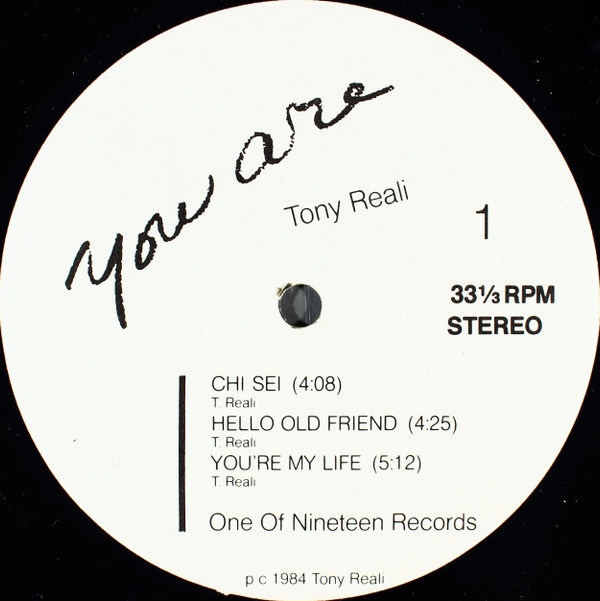 you are
Tony Reali
1
33⅓ RPM
STEREO
CHI SEI (4:08)
T. Reali
HELLO OLD FRIEND (4:25)
T. Reali
YOU'RE MY LIFE (5:12)
T. Reali
One Of Nineteen Records
p c 1984 Tony Reali